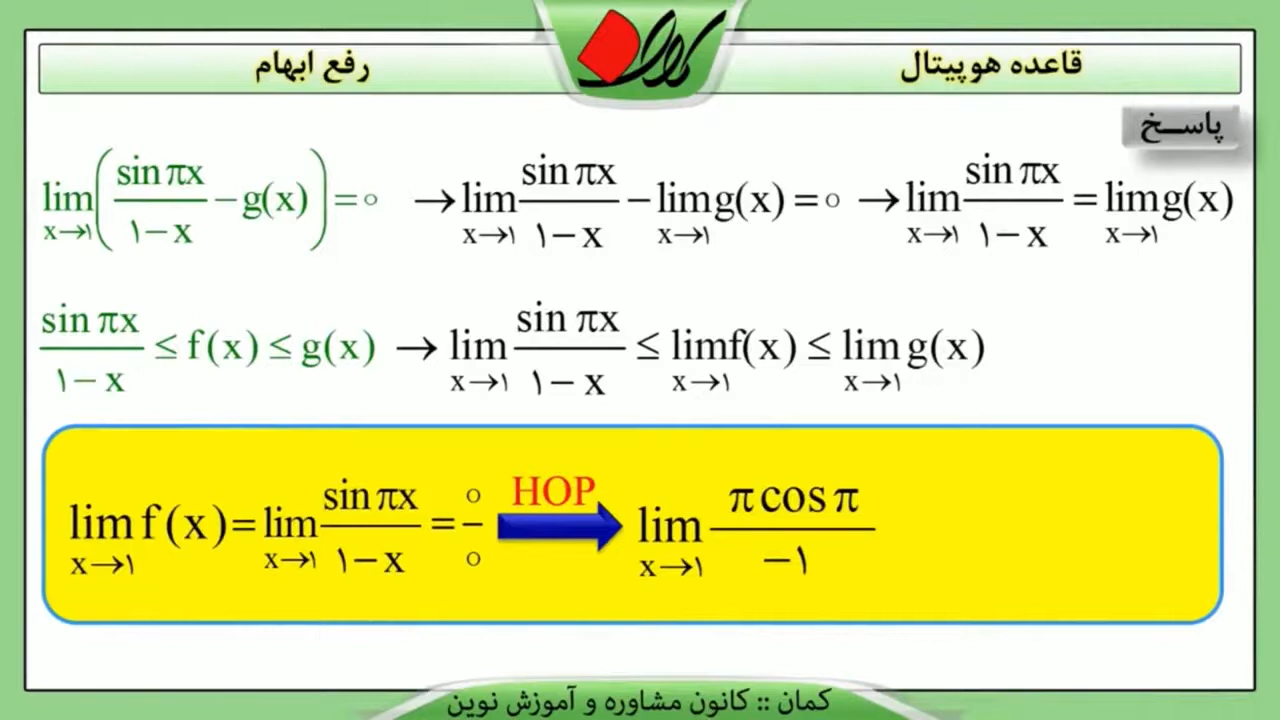 قاعده هوپیتال
رفع ابهام
کمان
پاسـخ
lim x→۱ (sin πx / ۱−x − g(x)) = ۰ → lim x→۱ sin πx / ۱−x − lim x→۱ g(x) = ۰ → lim x→۱ sin πx / ۱−x = lim x→۱ g(x)
sin πx / ۱−x ≤ f(x) ≤ g(x) → lim x→۱ sin πx / ۱−x ≤ lim x→۱ f(x) ≤ lim x→۱ g(x)
lim x→۱ f(x) = lim x→۱ sin πx / ۱−x = ۰/۰ HOP lim x→۱ π cos π / −۱
کمان :: کانون مشاوره و آموزش نوین